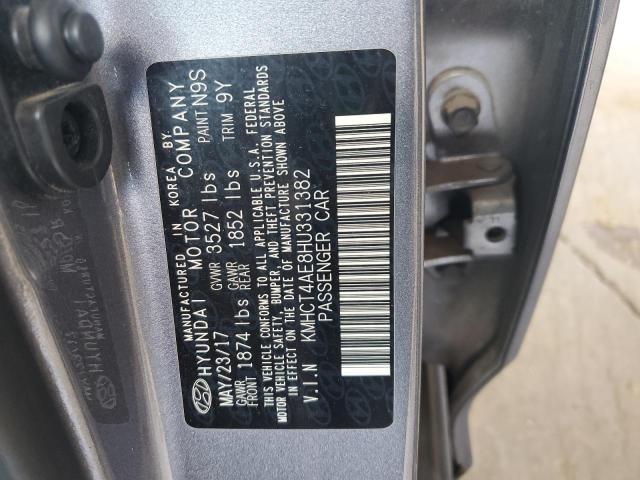 MANUFACTURED IN KOREA BY
HYUNDAI MOTOR COMPANY
MAY/23/17 GVWR 3527 lbs PAINT N9S
GAWR FRONT 1874 lbs GAWR REAR 1852 lbs TRIM 9Y
THIS VEHICLE CONFORMS TO ALL APPLICABLE U.S.A. FEDERAL
MOTOR VEHICLE SAFETY, BUMPER, AND THEFT PREVENTION STANDARDS
IN EFFECT ON THE DATE OF MANUFACTURE SHOWN ABOVE
V.I.N KMHCT4AE8HU331382
PASSENGER CAR